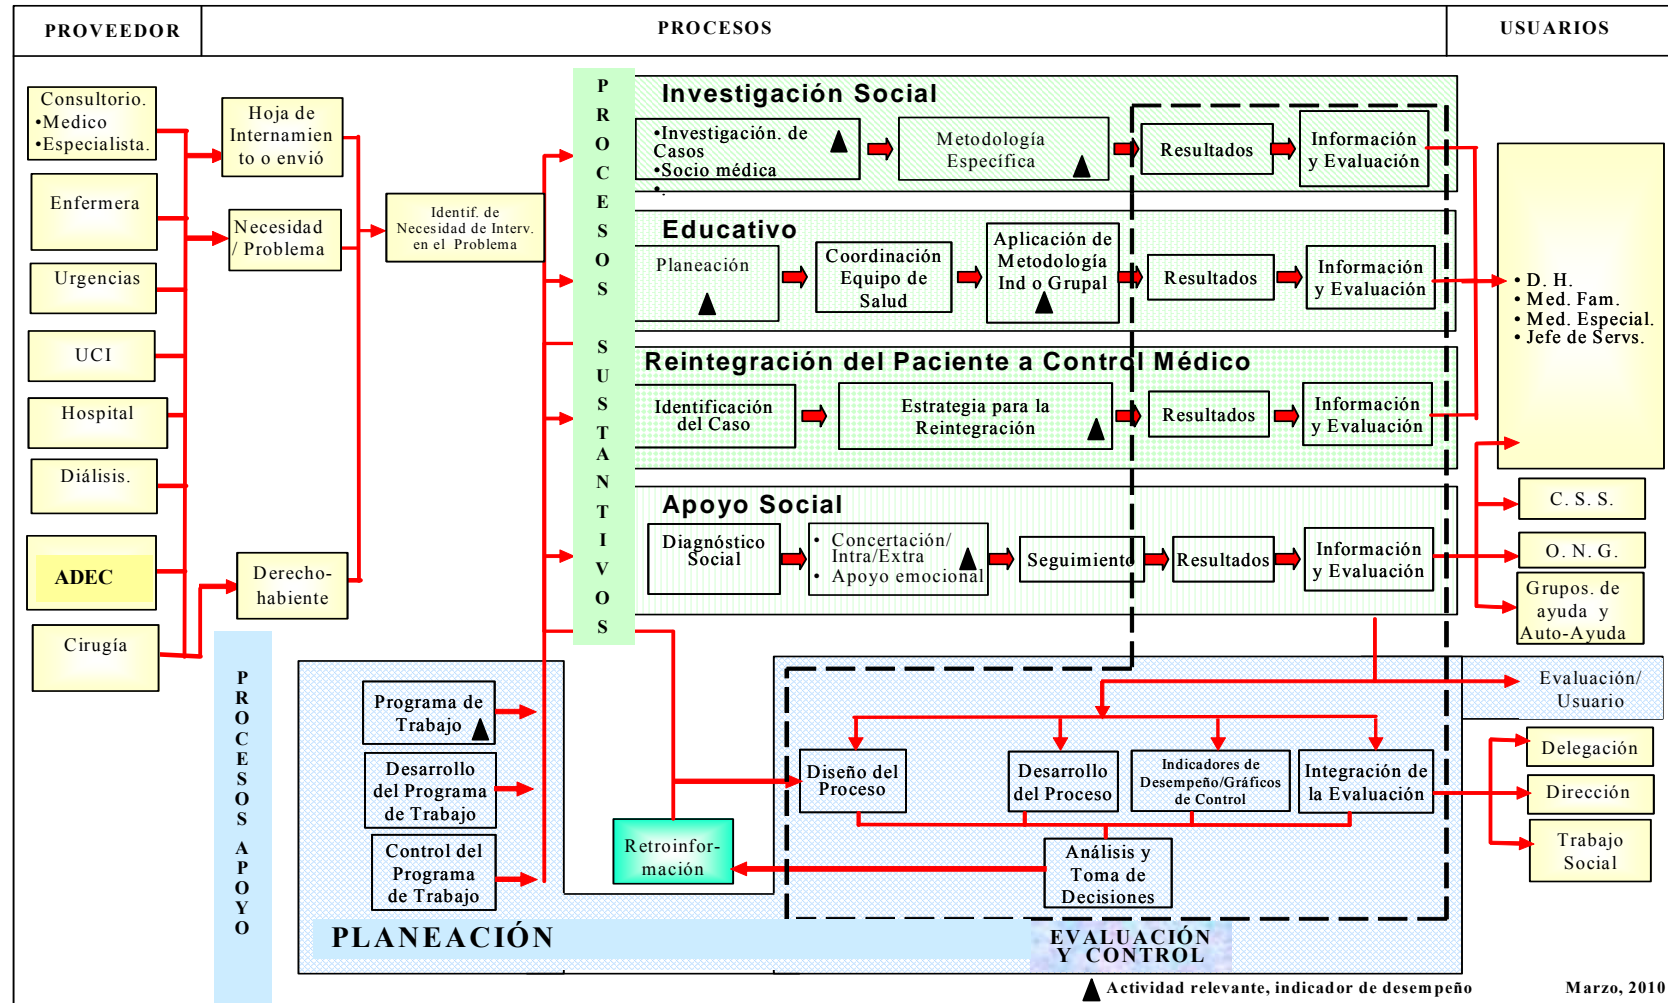 PROVEEDOR
PROCESOS
USUARIOS
Consultorio.
•Medico
•Especialista.
Enfermera
Urgencias
UCI
Hospital
Diálisis.
ADEC
Cirugía
Hoja de
Internamien
to o envió
Necesidad
/ Problema
Derecho-
habiente
Identif. de
Necesidad de Interv.
en el Problema
PROCESOS SUSTANTIVOS
Investigación Social
•Investigación. de
Casos
•Socio médica
•.
Metodología
Específica
Resultados
Información
y Evaluación
Educativo
Planeación
Coordinación
Equipo de
Salud
Aplicación de
Metodología
Ind o Grupal
Resultados
Información
y Evaluación
Reintegración del Paciente a Control Médico
Identificación
del Caso
Estrategia para la
Reintegración
Resultados
Información
y Evaluación
Apoyo Social
Diagnóstico
Social
• Concertación/
Intra/Extra
• Apoyo emocional
Seguimiento
Resultados
Información
y Evaluación
• D. H.
• Med. Fam.
• Med. Especial.
• Jefe de Servs.
C. S. S.
O. N. G.
Grupos. de
ayuda y
Auto-Ayuda
Evaluación/
Usuario
Delegación
Dirección
Trabajo
Social
PROCESOS APOYO
Programa de
Trabajo
Desarrollo
del Programa
de Trabajo
Control del
Programa
de Trabajo
Retroinfor-
mación
Diseño del
Proceso
Desarrollo
del Proceso
Indicadores de
Desempeño/Gráficos
de Control
Integración de
la Evaluación
Análisis y
Toma de
Decisiones
PLANEACIÓN
EVALUACIÓN
Y CONTROL
Actividad relevante, indicador de desempeño
Marzo, 2010